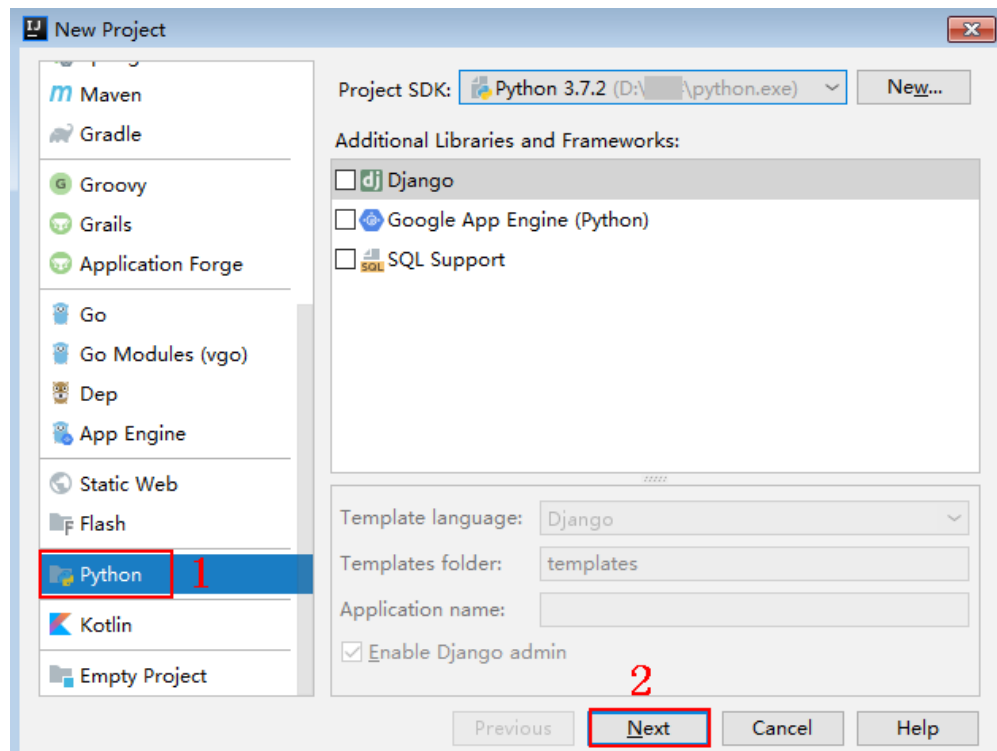 New Project
Maven
Gradle
Groovy
Grails
Application Forge
Go
Go Modules (vgo)
Dep
App Engine
Static Web
Flash
Python 1
Kotlin
Empty Project
Project SDK: Python 3.7.2 (D:\ \python.exe) New...
Additional Libraries and Frameworks:
Django
Google App Engine (Python)
SQL Support
Template language: Django
Templates folder: templates
Application name:
Enable Django admin
2
Previous Next Cancel Help